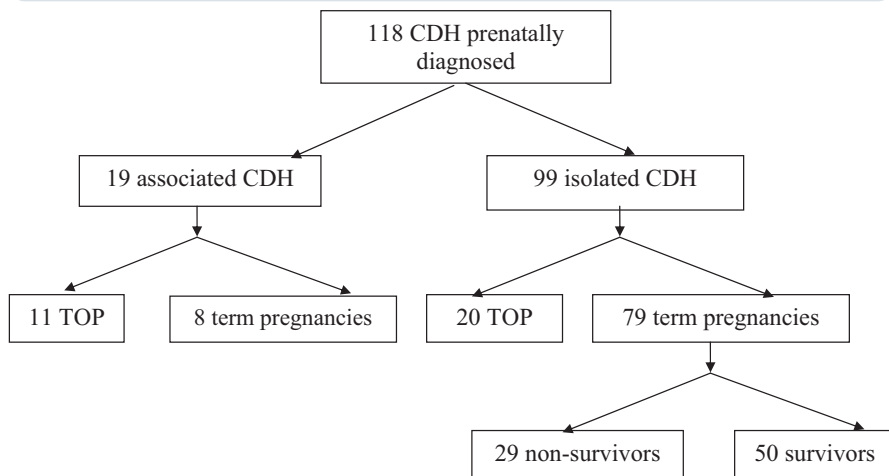 118 CDH prenatally
diagnosed
19 associated CDH
99 isolated CDH
11 TOP
8 term pregnancies
20 TOP
79 term pregnancies
29 non-survivors
50 survivors